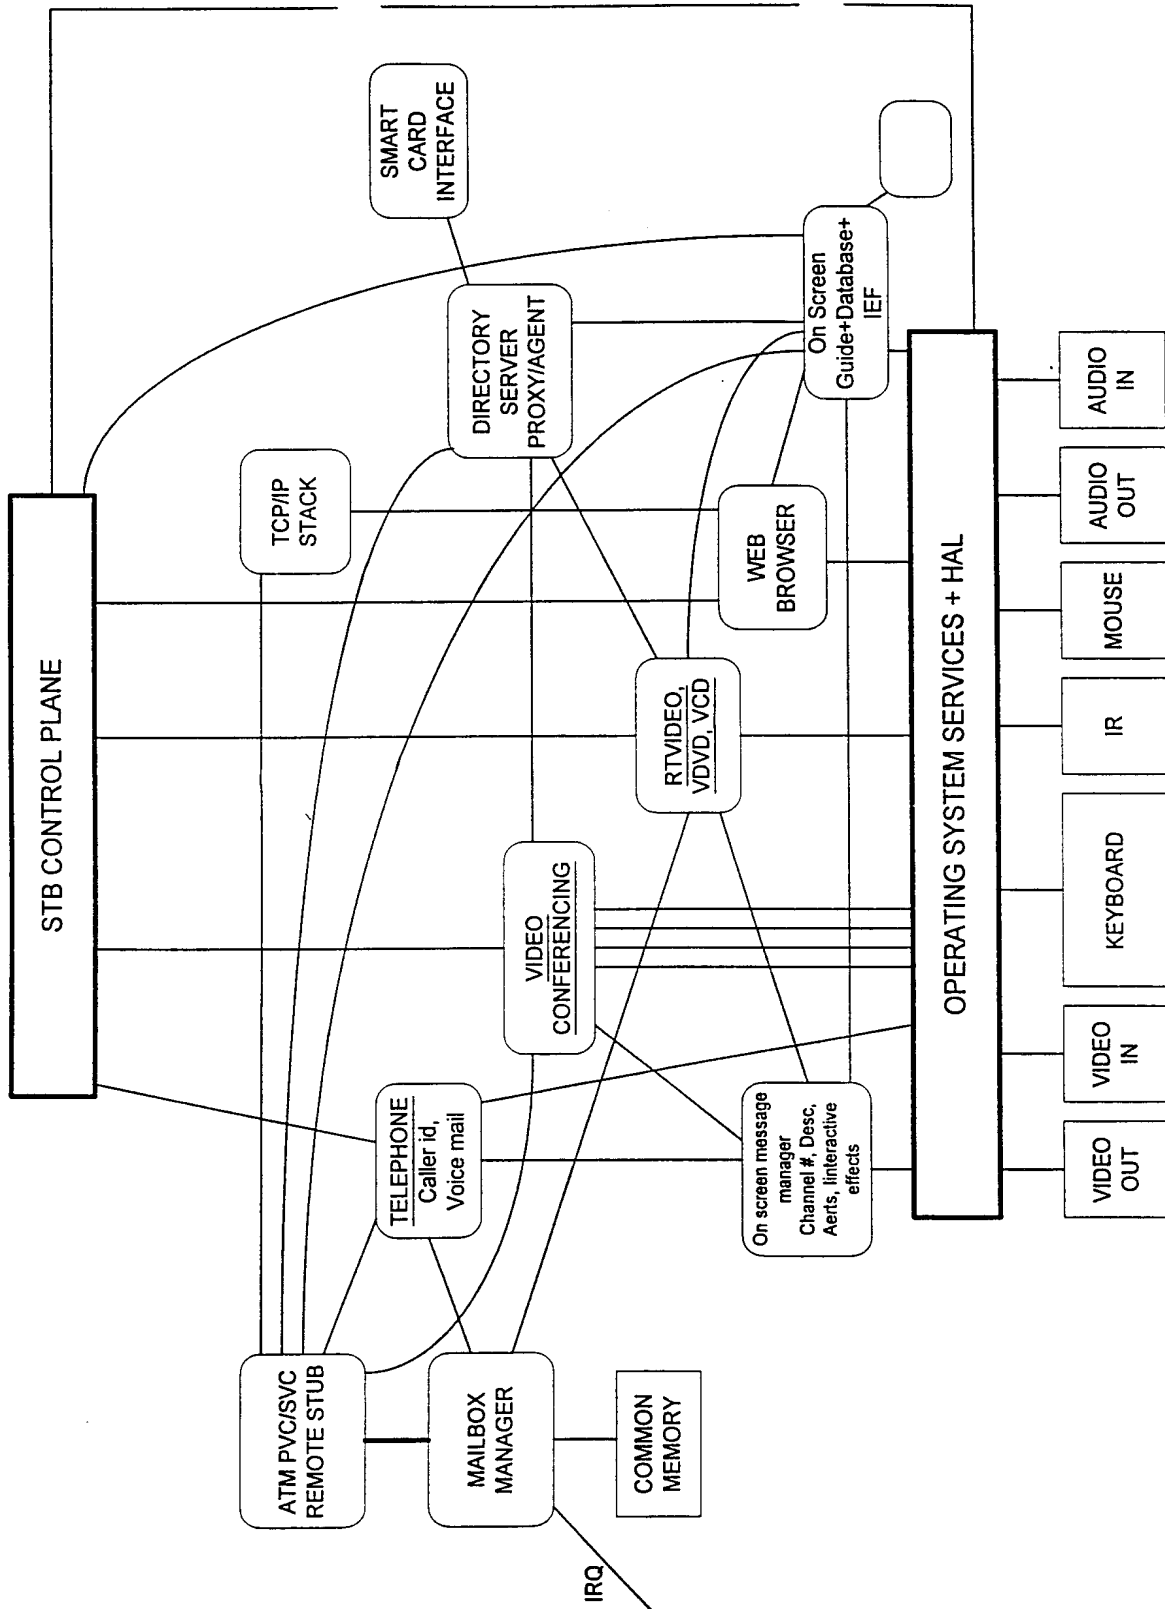 STB CONTROL PLANE
ATM PVC/SVC
REMOTE STUB
TCP/IP
STACK
SMART
CARD
INTERFACE
TELEPHONE
Caller id,
Voice mail
DIRECTORY
SERVER
PROXY/AGENT
MAILBOX
MANAGER
VIDEO
CONFERENCING
IRQ
COMMON
MEMORY
RTVIDEO,
VDVD, VCD
WEB
BROWSER
On screen message
manager
Channel #, Desc,
Aerts, Iinteractive
effects
On Screen
Guide+Database+
IEF
OPERATING SYSTEM SERVICES + HAL
VIDEO
OUT
VIDEO
IN
KEYBOARD
IR
MOUSE
AUDIO
OUT
AUDIO
IN